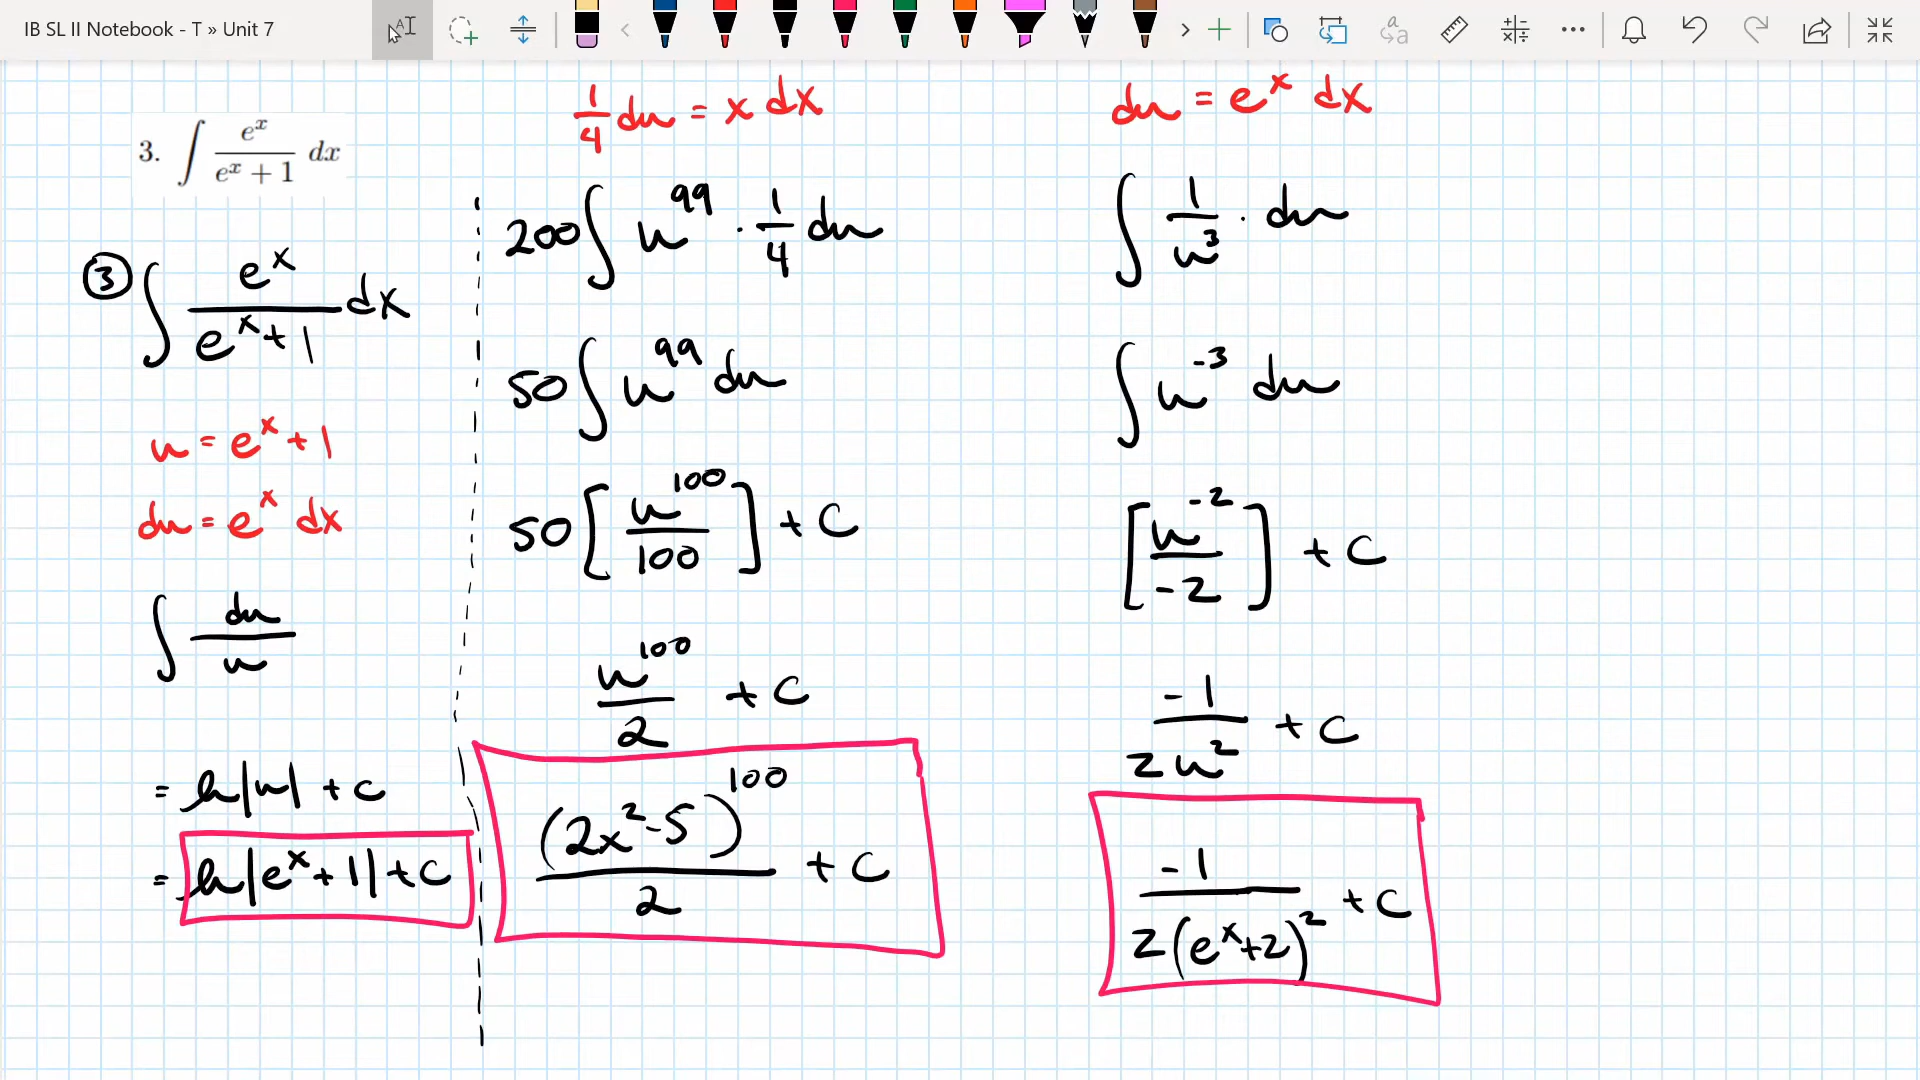 IB SL II Notebook - T » Unit 7
3. ∫ e^x/(e^x + 1) dx
③ ∫ e^x/(e^x + 1) dx
u = e^x + 1
du = e^x dx
∫ du/u
= ln|u| + c
= ln|e^x + 1| + c
1/4 du = x dx
200 ∫ u^99 · 1/4 du
50 ∫ u^99 du
50 [u^100/100] + C
u^100/2 + C
(2x^2 - 5)^100/2 + C
du = e^x dx
∫ 1/u^3 · du
∫ u^-3 du
[u^-2/-2] + C
-1/2u^2 + C
-1/2(e^x + 2)^2 + C